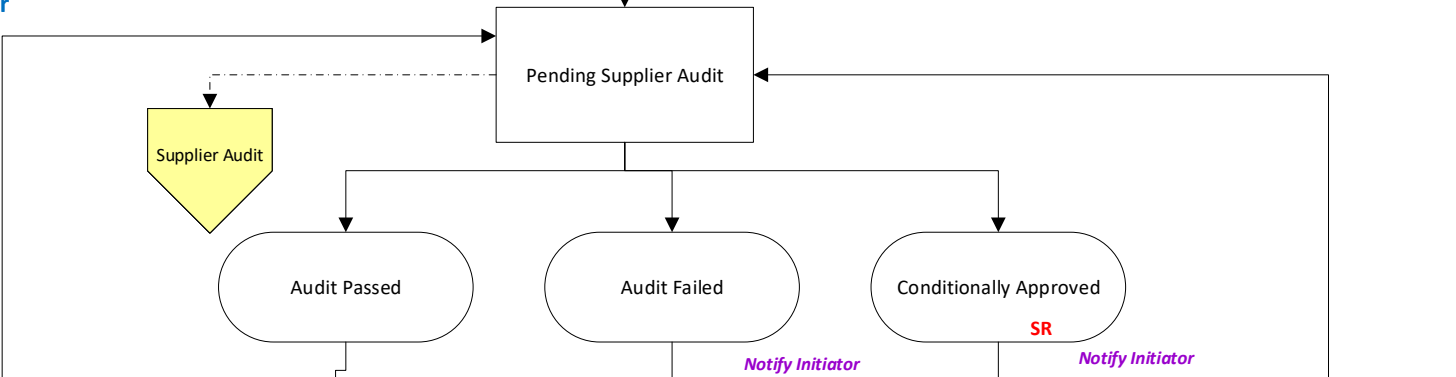 r
Pending Supplier Audit
Supplier Audit
Audit Passed
Audit Failed
Conditionally Approved
SR
Notify Initiator
Notify Initiator